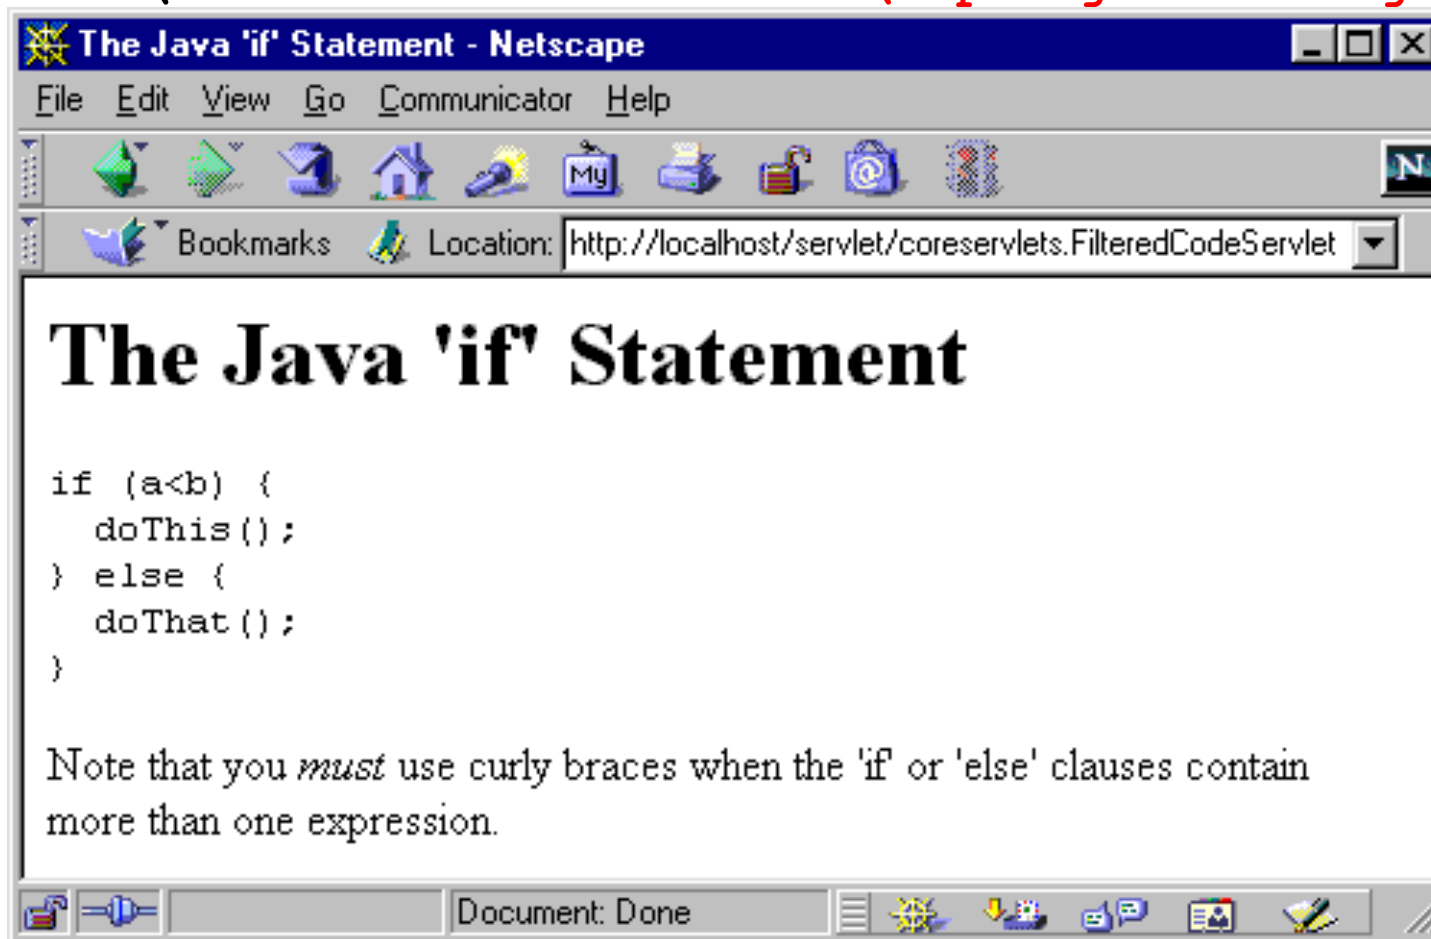 The Java 'if' Statement - Netscape
File Edit View Go Communicator Help
My
N
Bookmarks Location: http://localhost/servlet/coreservlets.FilteredCodeServlet
The Java 'if' Statement
if (a<b) {
  doThis();
} else {
  doThat();
}
Note that you must use curly braces when the 'if' or 'else' clauses contain
more than one expression.
Document: Done